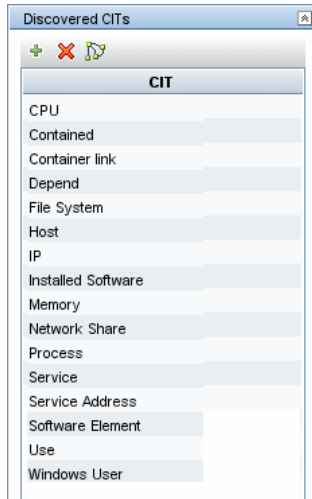 Discovered CITs
CIT
CPU
Contained
Container link
Depend
File System
Host
IP
Installed Software
Memory
Network Share
Process
Service
Service Address
Software Element
Use
Windows User